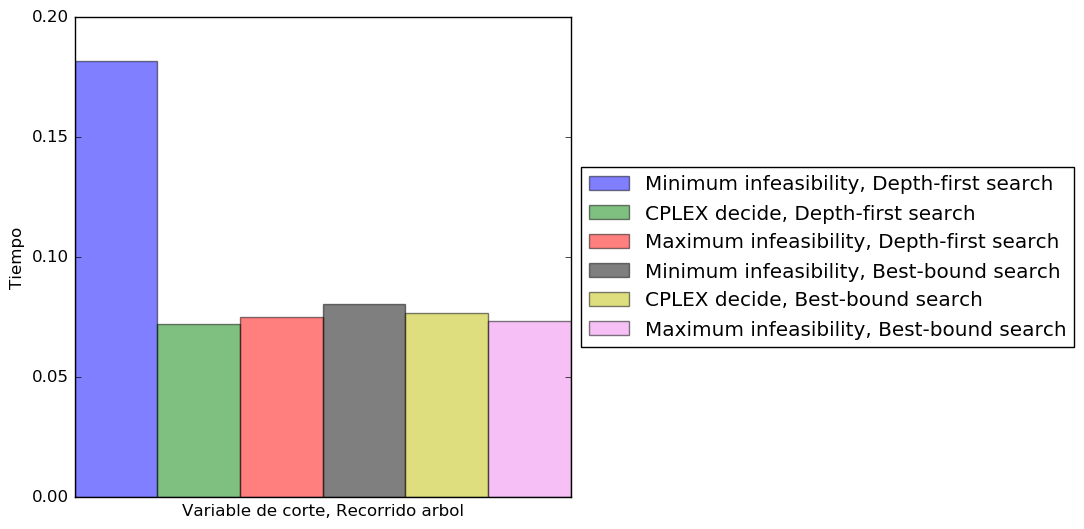 0.20
0.15
0.10
0.05
0.00
Tiempo
Variable de corte, Recorrido arbol
Minimum infeasibility, Depth-first search
CPLEX decide, Depth-first search
Maximum infeasibility, Depth-first search
Minimum infeasibility, Best-bound search
CPLEX decide, Best-bound search
Maximum infeasibility, Best-bound search